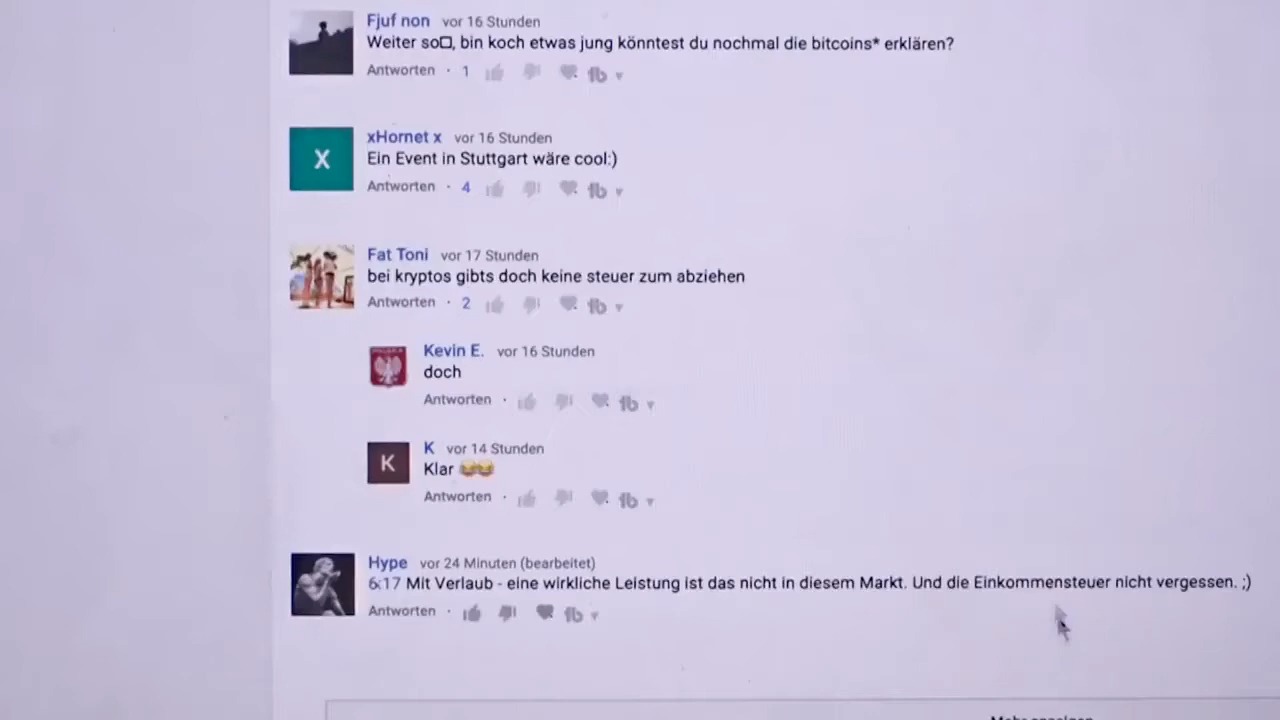 Fjuf non vor 16 Stunden
Weiter so□, bin koch etwas jung könntest du nochmal die bitcoins* erklären?
Antworten · 1
X
xHornet x vor 16 Stunden
Ein Event in Stuttgart wäre cool:)
Antworten · 4
Fat Toni vor 17 Stunden
bei kryptos gibts doch keine steuer zum abziehen
Antworten · 2
Kevin E. vor 16 Stunden
doch
Antworten ·
K
K vor 14 Stunden
Klar 😂😂
Antworten ·
Hype vor 24 Minuten (bearbeitet)
6:17 Mit Verlaub - eine wirkliche Leistung ist das nicht in diesem Markt. Und die Einkommensteuer nicht vergessen. ;)
Antworten ·